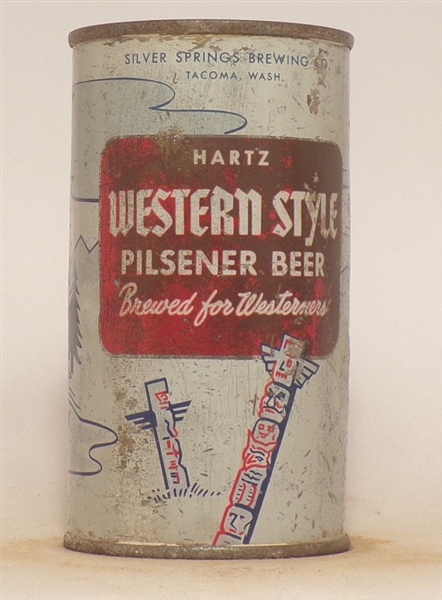 SILVER SPRINGS BREWING CO.
TACOMA, WASH.
HARTZ
WESTERN STYLE
PILSENER BEER
Brewed for Westerners